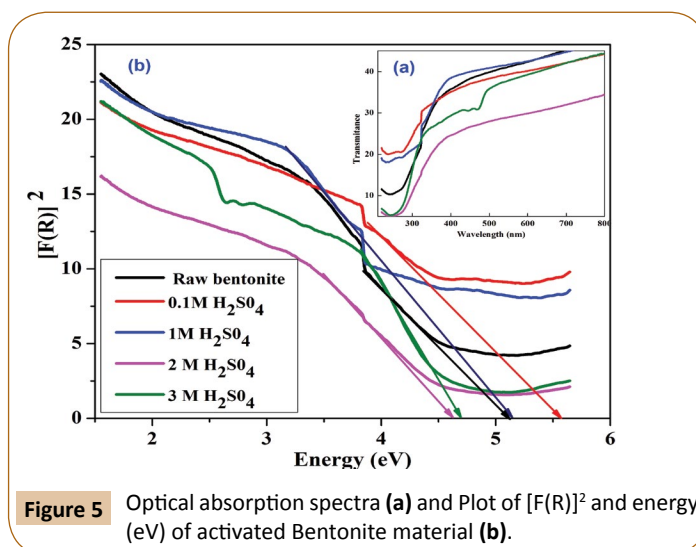 25
20
15
10
5
0
[F(R)]²
(b)
(a)
40
30
20
10
Transmitance
300 400 500 600 700 800
Wavelength (nm)
Raw bentonite
0.1M H₂S0₄
1M H₂S0₄
2 M H₂S0₄
3 M H₂S0₄
2 3 4 5 6
Energy (eV)
Figure 5 Optical absorption spectra (a) and Plot of [F(R)]² and energy
(eV) of activated Bentonite material (b).